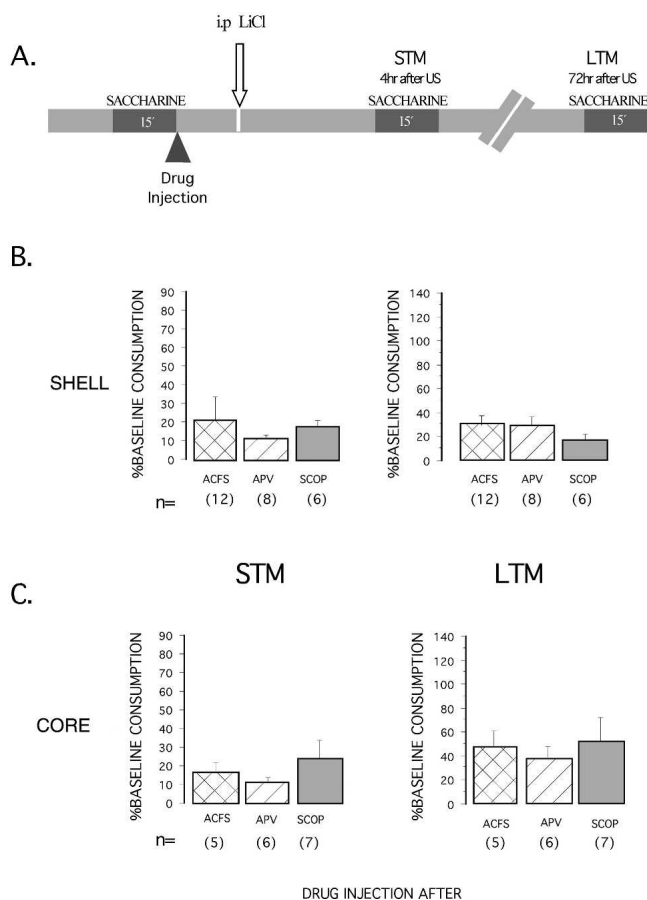 i.p LiCl
A.
STM
4hr after US
LTM
72hr after US
SACCHARINE
SACCHARINE
SACCHARINE
15´
15´
15´
Drug
Injection
B.
SHELL
%BASELINE CONSUMPTION
90
80
70
60
50
40
30
20
10
0
ACFS APV SCOP
n= (12) (8) (6)
%BASELINE CONSUMPTION
140
120
100
80
60
40
20
0
ACFS APV SCOP
(12) (8) (6)
STM
LTM
C.
CORE
%BASELINE CONSUMPTION
90
80
70
60
50
40
30
20
10
0
ACFS APV SCOP
n= (5) (6) (7)
%BASELINE CONSUMPTION
140
120
100
80
60
40
20
0
ACFS APV SCOP
(5) (6) (7)
DRUG INJECTION AFTER